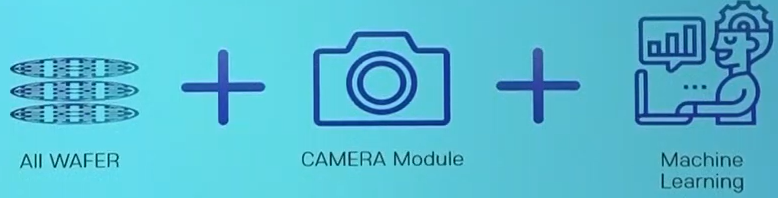 All WAFER
CAMERA Module
Machine
Learning